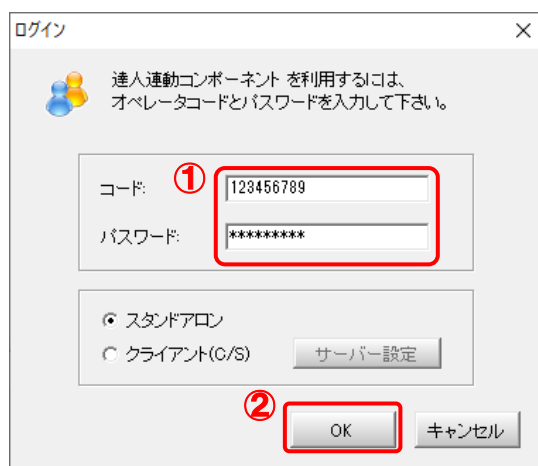 ログイン
達人連動コンポーネント を利用するには、
オペレータコードとパスワードを入力して下さい。
①
コード: 123456789
パスワード: *********
スタンドアロン
クライアント(C/S) サーバー設定
②
OK キャンセル